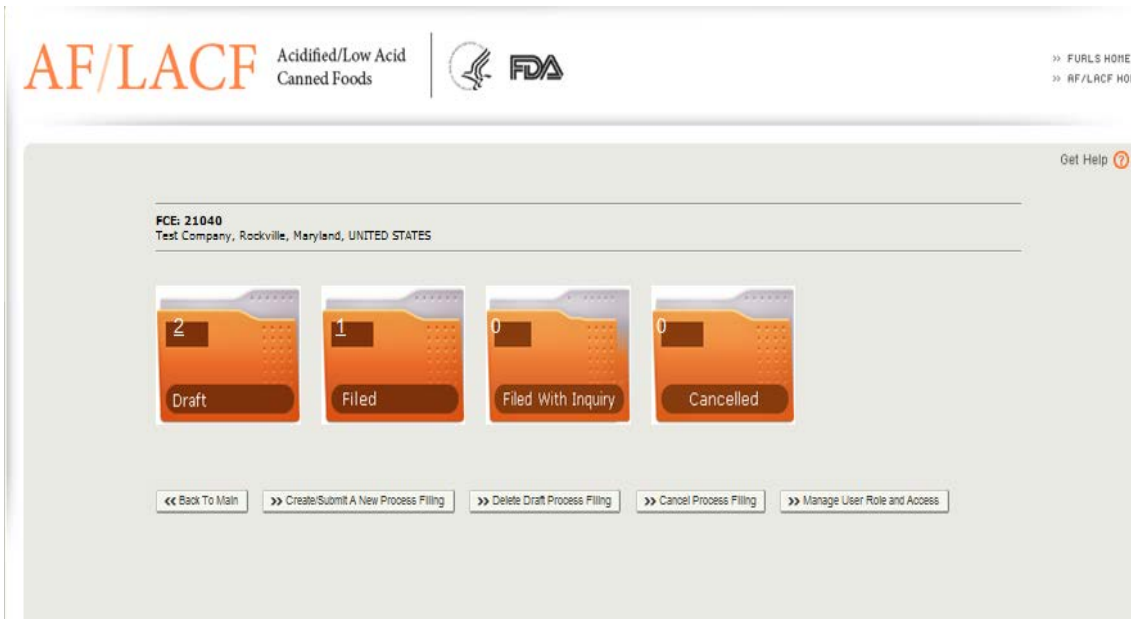 AF/LACF
Acidified/Low Acid
Canned Foods
FDA
>> FURLS HOME
>> AF/LACF HO
Get Help ?
FCE: 21040
Test Company, Rockville, Maryland, UNITED STATES
2
Draft
1
Filed
0
Filed With Inquiry
0
Cancelled
<< Back To Main
>> Create/Submit A New Process Filing
>> Delete Draft Process Filing
>> Cancel Process Filing
>> Manage User Role and Access